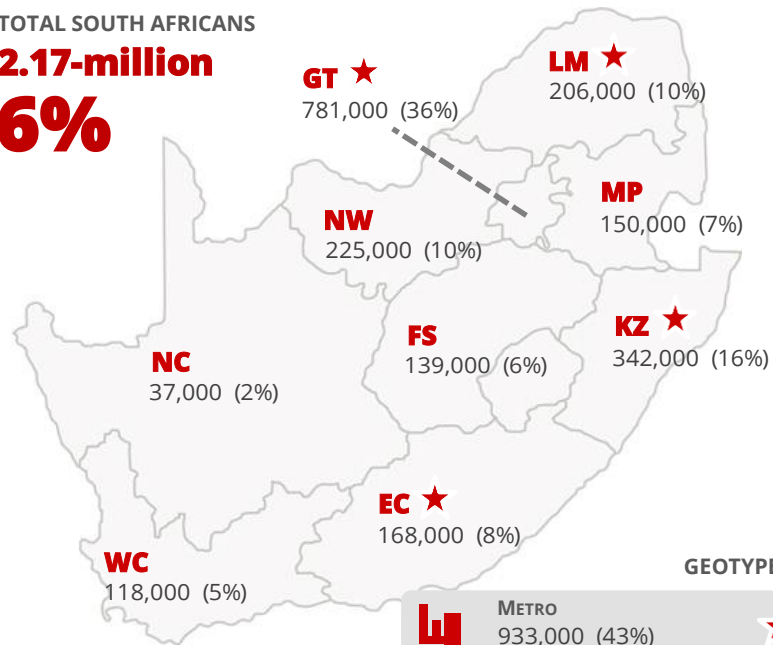 TOTAL SOUTH AFRICANS
2.17-million
6%
GT
781,000 (36%)
LM
206,000 (10%)
MP
150,000 (7%)
NW
225,000 (10%)
KZ
342,000 (16%)
FS
139,000 (6%)
NC
37,000 (2%)
EC
168,000 (8%)
WC
118,000 (5%)
GEOTYPE
METRO
933,000 (43%)